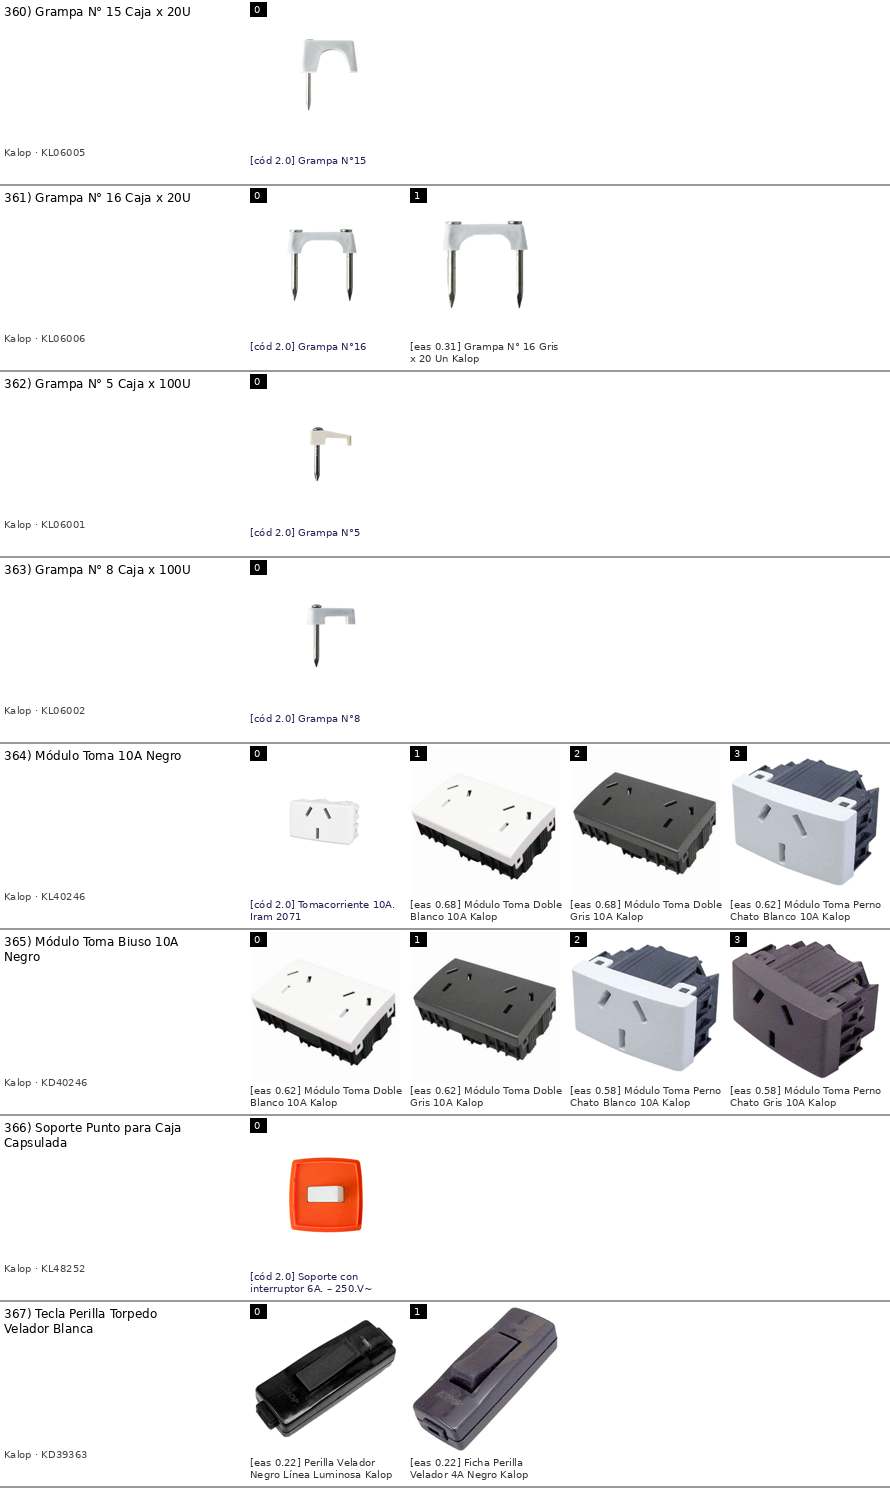 360) Grampa N° 15 Caja x 20U
0
Kalop · KL06005
[cód 2.0] Grampa N°15
361) Grampa N° 16 Caja x 20U
0
1
Kalop · KL06006
[cód 2.0] Grampa N°16
[eas 0.31] Grampa N° 16 Gris
x 20 Un Kalop
362) Grampa N° 5 Caja x 100U
0
Kalop · KL06001
[cód 2.0] Grampa N°5
363) Grampa N° 8 Caja x 100U
0
Kalop · KL06002
[cód 2.0] Grampa N°8
364) Módulo Toma 10A Negro
0
1
2
3
Kalop · KL40246
[cód 2.0] Tomacorriente 10A.
Iram 2071
[eas 0.68] Módulo Toma Doble
Blanco 10A Kalop
[eas 0.68] Módulo Toma Doble
Gris 10A Kalop
[eas 0.62] Módulo Toma Perno
Chato Blanco 10A Kalop
365) Módulo Toma Biuso 10A
Negro
0
1
2
3
Kalop · KD40246
[eas 0.62] Módulo Toma Doble
Blanco 10A Kalop
[eas 0.62] Módulo Toma Doble
Gris 10A Kalop
[eas 0.58] Módulo Toma Perno
Chato Blanco 10A Kalop
[eas 0.58] Módulo Toma Perno
Chato Gris 10A Kalop
366) Soporte Punto para Caja
Capsulada
0
Kalop · KL48252
[cód 2.0] Soporte con
interruptor 6A. – 250.V~
367) Tecla Perilla Torpedo
Velador Blanca
0
1
Kalop · KD39363
[eas 0.22] Perilla Velador
Negro Línea Luminosa Kalop
[eas 0.22] Ficha Perilla
Velador 4A Negro Kalop